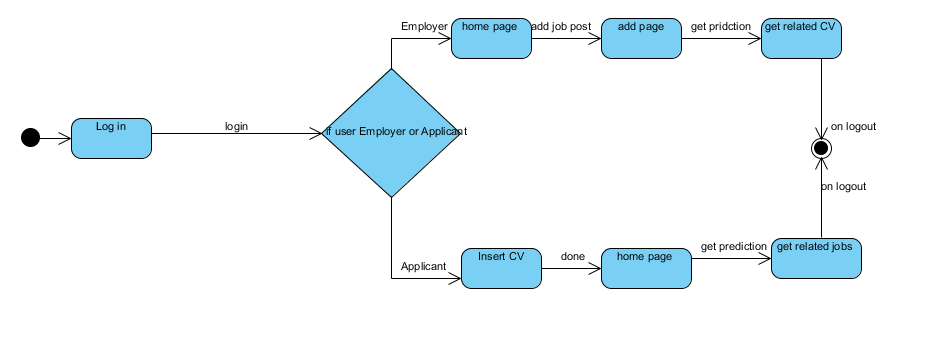 Employer
home page
add job post
add page
get pridction
get related CV
Log in
login
if user Employer or Applicant
on logout
on logout
Applicant
Insert CV
done
home page
get prediction
get related jobs